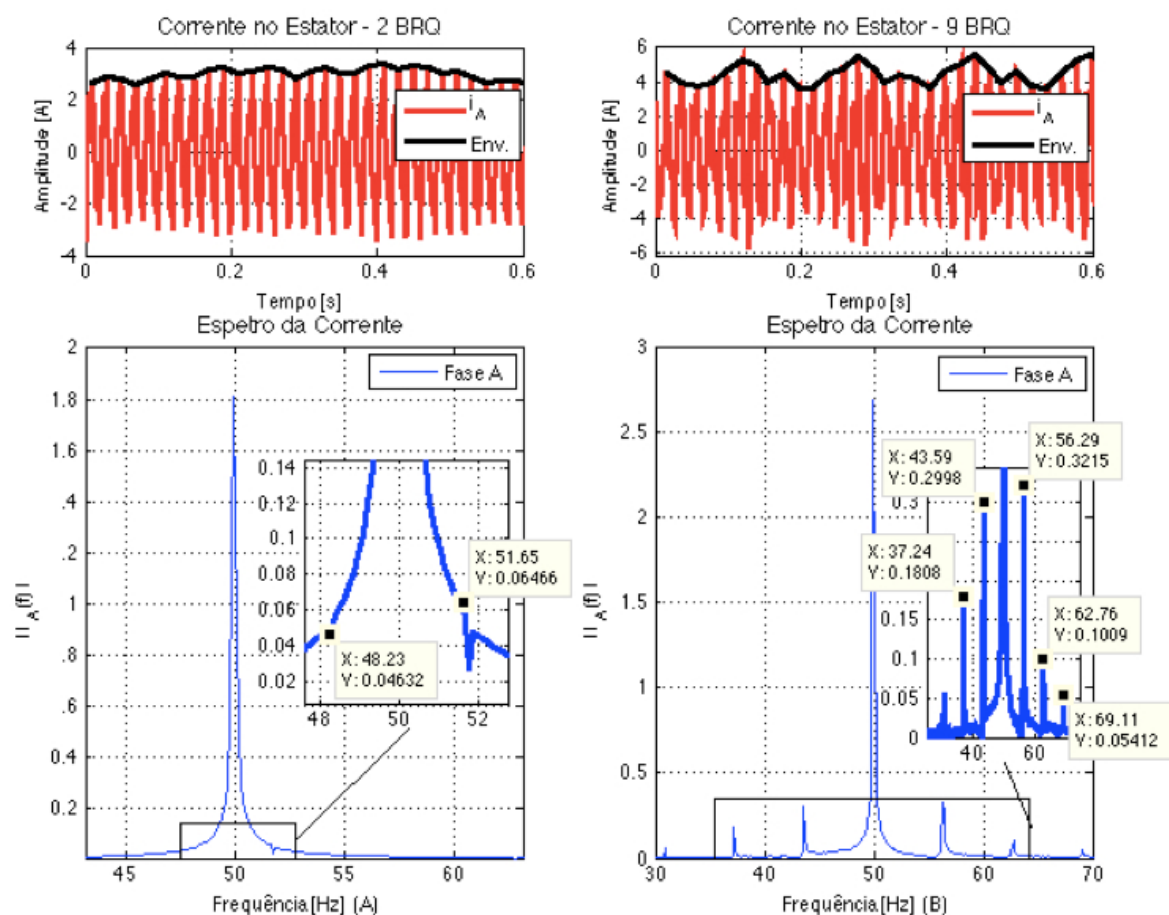 Corrente no Estator - 2 BRQ
Amplitude [A]
4
2
0
-2
-4
i_A
Env.
0
0.2
0.4
0.6
Tempo [s]
Corrente no Estator - 9 BRQ
Amplitude [A]
6
4
2
0
-2
-4
-6
i_A
Env.
0
0.2
0.4
0.6
Tempo [s]
Espetro da Corrente
| I_A(f) |
2
1.8
1.6
.4
.2
1
.8
.6
0.4
0.2
Fase A
0.14
0.12
0.1
0.08
0.06
0.04
0.02
48
50
52
X: 51.65
Y: 0.06466
X: 48.23
Y: 0.04632
45
50
55
60
Frequência[Hz] (A)
Espetro da Corrente
| I_A(f) |
3
2.5
2
1.5
1
0.5
0
Fase A
X: 43.59
Y: 0.2998
X: 56.29
Y: 0.3215
X: 37.24
Y: 0.1808
X: 62.76
Y: 0.1009
X: 69.11
Y: 0.05412
0.3
0.15
0.1
0.05
0
40
60
30
40
50
60
70
Frequência[Hz] (B)